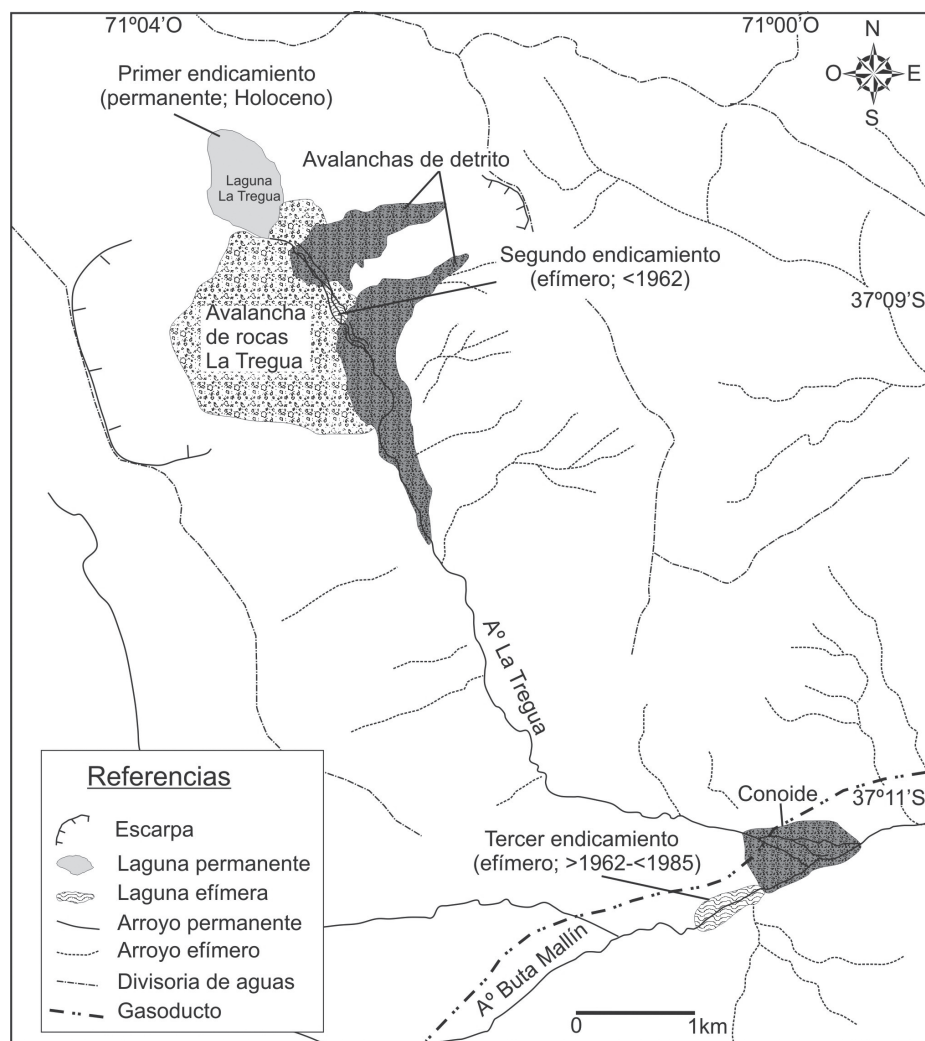 71º04'O
71º00'O
N
O
E
S
Primer endicamiento
(permanente; Holoceno)
Laguna
La Tregua
Avalanchas de detrito
Segundo endicamiento
(efímero; <1962)
37º09'S
Avalancha
de rocas
La Tregua
Aº La Tregua
Conoide
37º11'S
Tercer endicamiento
(efímero; >1962-<1985)
Aº Buta Mallín
Referencias
Escarpa
Laguna permanente
Laguna efímera
Arroyo permanente
Arroyo efímero
Divisoria de aguas
Gasoducto
0
1km